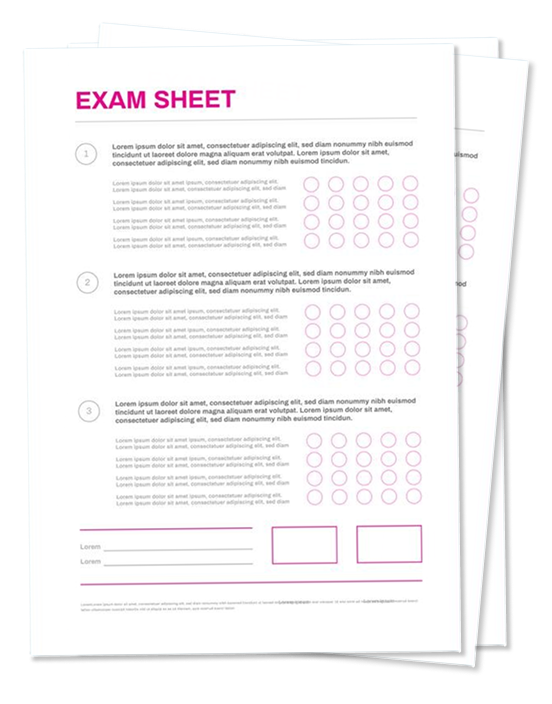 EXAM SHEET
1
Lorem ipsum dolor sit amet, consectetuer adipiscing elit, sed diam nonummy nibh euismod
tincidunt ut laoreet dolore magna aliquam erat volutpat. Lorem ipsum dolor sit amet,
consectetuer adipiscing elit, sed diam nonummy nibh euismod tincidun.
Lorem ipsum dolor sit amet ipsum, consectetuer adipiscing elit.
Lorem ipsum dolor sit amet, consectetuer adipiscing elit, sed diam
Lorem ipsum dolor sit amet ipsum, consectetuer adipiscing elit.
Lorem ipsum dolor sit amet, consectetuer adipiscing elit, sed diam
Lorem ipsum dolor sit amet ipsum, consectetuer adipiscing elit.
Lorem ipsum dolor sit amet, consectetuer adipiscing elit, sed diam
Lorem ipsum dolor sit amet ipsum, consectetuer adipiscing elit.
Lorem ipsum dolor sit amet, consectetuer adipiscing elit, sed diam
2
Lorem ipsum dolor sit amet, consectetuer adipiscing elit, sed diam nonummy nibh euismod
tincidunt ut laoreet dolore magna aliquam erat volutpat. Lorem ipsum dolor sit amet,
consectetuer adipiscing elit, sed diam nonummy nibh euismod tincidun.
Lorem ipsum dolor sit amet ipsum, consectetuer adipiscing elit.
Lorem ipsum dolor sit amet, consectetuer adipiscing elit, sed diam
Lorem ipsum dolor sit amet ipsum, consectetuer adipiscing elit.
Lorem ipsum dolor sit amet, consectetuer adipiscing elit, sed diam
Lorem ipsum dolor sit amet ipsum, consectetuer adipiscing elit.
Lorem ipsum dolor sit amet, consectetuer adipiscing elit, sed diam
Lorem ipsum dolor sit amet ipsum, consectetuer adipiscing elit.
Lorem ipsum dolor sit amet, consectetuer adipiscing elit, sed diam
3
Lorem ipsum dolor sit amet, consectetuer adipiscing elit, sed diam nonummy nibh euismod
tincidunt ut laoreet dolore magna aliquam erat volutpat. Lorem ipsum dolor sit amet,
consectetuer adipiscing elit, sed diam nonummy nibh euismod tincidun.
Lorem ipsum dolor sit amet ipsum, consectetuer adipiscing elit.
Lorem ipsum dolor sit amet, consectetuer adipiscing elit, sed diam
Lorem ipsum dolor sit amet ipsum, consectetuer adipiscing elit.
Lorem ipsum dolor sit amet, consectetuer adipiscing elit, sed diam
Lorem ipsum dolor sit amet ipsum, consectetuer adipiscing elit.
Lorem ipsum dolor sit amet, consectetuer adipiscing elit, sed diam
Lorem ipsum dolor sit amet ipsum, consectetuer adipiscing elit.
Lorem ipsum dolor sit amet, consectetuer adipiscing elit, sed diam
Lorem
Lorem